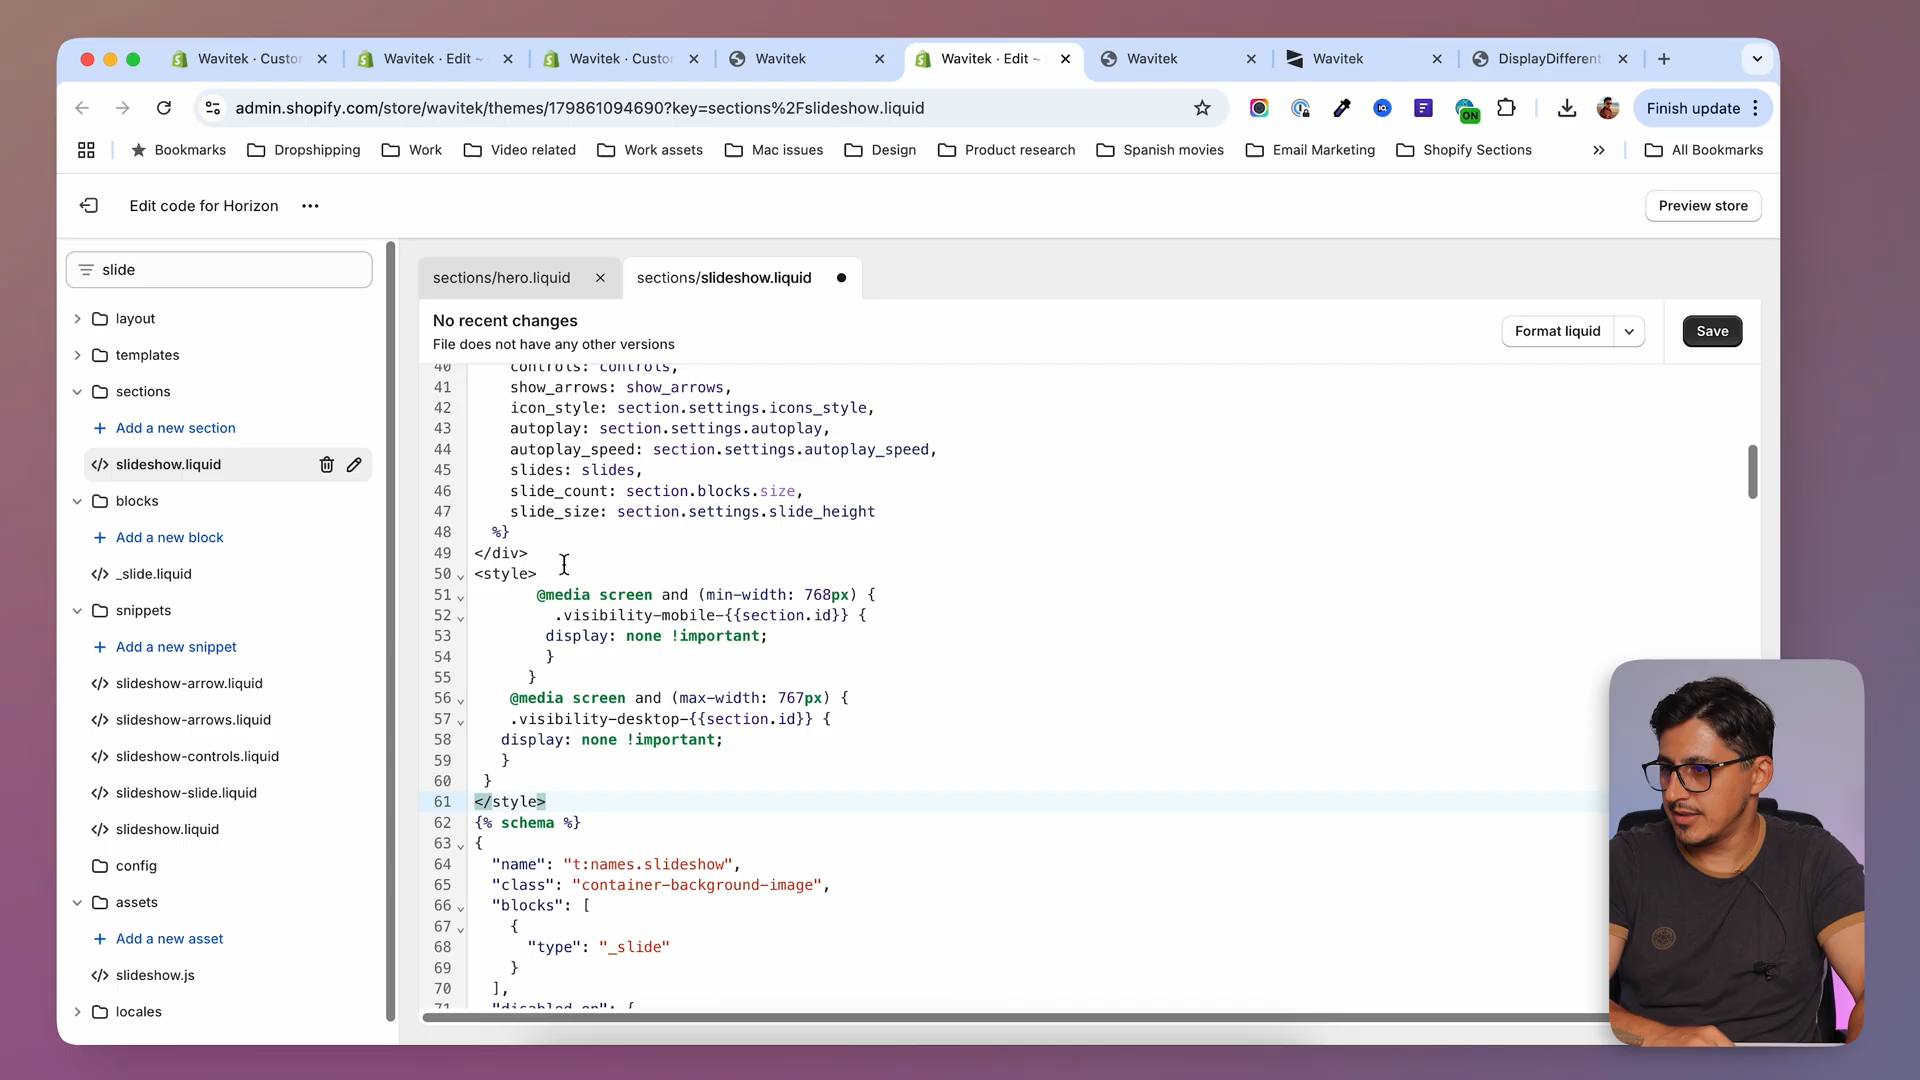 Wavitek · Custor
Wavitek · Edit ~
Wavitek · Custor
Wavitek
Wavitek · Edit ~
Wavitek
Wavitek
DisplayDifferent
admin.shopify.com/store/wavitek/themes/179861094690?key=sections%2Fslideshow.liquid
ON
Finish update
Bookmarks
Dropshipping
Work
Video related
Work assets
Mac issues
Design
Product research
Spanish movies
Email Marketing
Shopify Sections
All Bookmarks
Edit code for Horizon
Preview store
slide
layout
templates
sections
Add a new section
slideshow.liquid
blocks
Add a new block
_slide.liquid
snippets
Add a new snippet
slideshow-arrow.liquid
slideshow-arrows.liquid
slideshow-controls.liquid
slideshow-slide.liquid
slideshow.liquid
config
assets
Add a new asset
slideshow.js
locales
sections/hero.liquid
sections/slideshow.liquid
No recent changes
File does not have any other versions
Format liquid
Save
40 controls: controls,
41 show_arrows: show_arrows,
42 icon_style: section.settings.icons_style,
43 autoplay: section.settings.autoplay,
44 autoplay_speed: section.settings.autoplay_speed,
45 slides: slides,
46 slide_count: section.blocks.size,
47 slide_size: section.settings.slide_height
48 %}
49 </div>
50 <style>
51 @media screen and (min-width: 768px) {
52 .visibility-mobile-{{section.id}} {
53 display: none !important;
54 }
55 }
56 @media screen and (max-width: 767px) {
57 .visibility-desktop-{{section.id}} {
58 display: none !important;
59 }
60 }
61 </style>
62 {% schema %}
63 {
64 "name": "t:names.slideshow",
65 "class": "container-background-image",
66 "blocks": [
67 {
68 "type": "_slide"
69 }
70 ],
71 "disabled_on": {